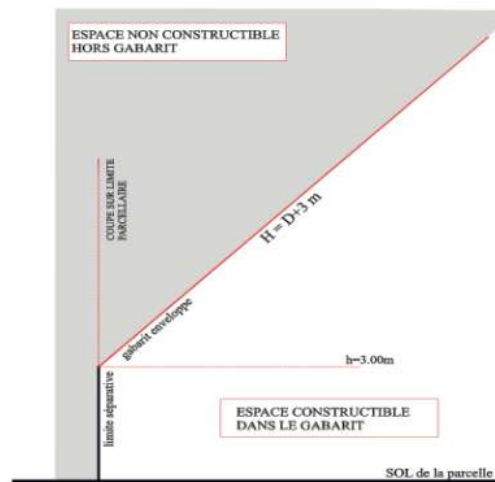 ESPACE NON CONSTRUCTIBLE
HORS GABARIT
COUPE SUR LIMITE
PARCELLAIRE
H = D+3 m
gabarit enveloppe
h=3.00m
limite séparative
ESPACE CONSTRUCTIBLE
DANS LE GABARIT
SOL de la parcelle